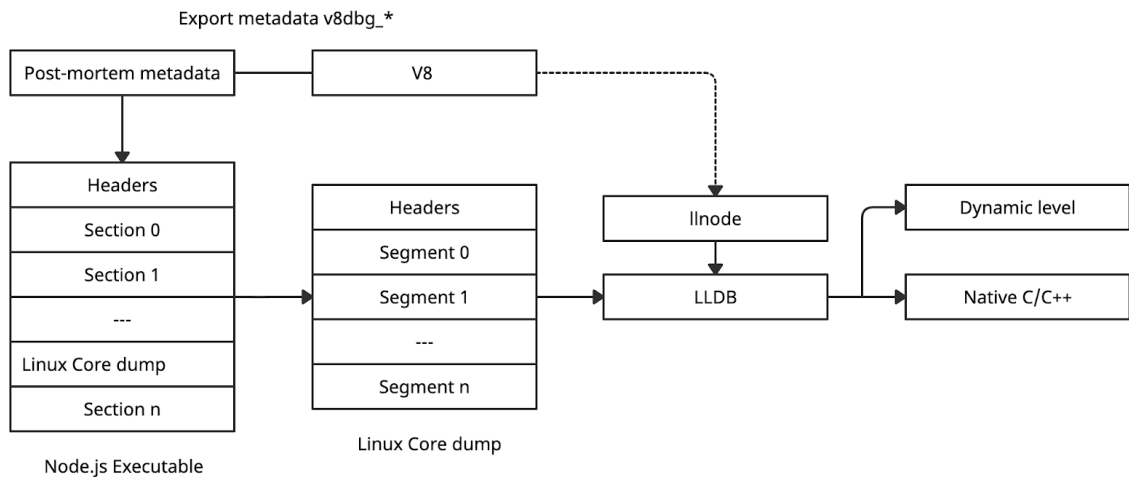 Export metadata v8dbg_*
Post-mortem metadata
V8
Headers
Section 0
Section 1
---
Linux Core dump
Section n
Node.js Executable
Headers
Segment 0
Segment 1
---
Segment n
Linux Core dump
llnode
LLDB
Dynamic level
Native C/C++